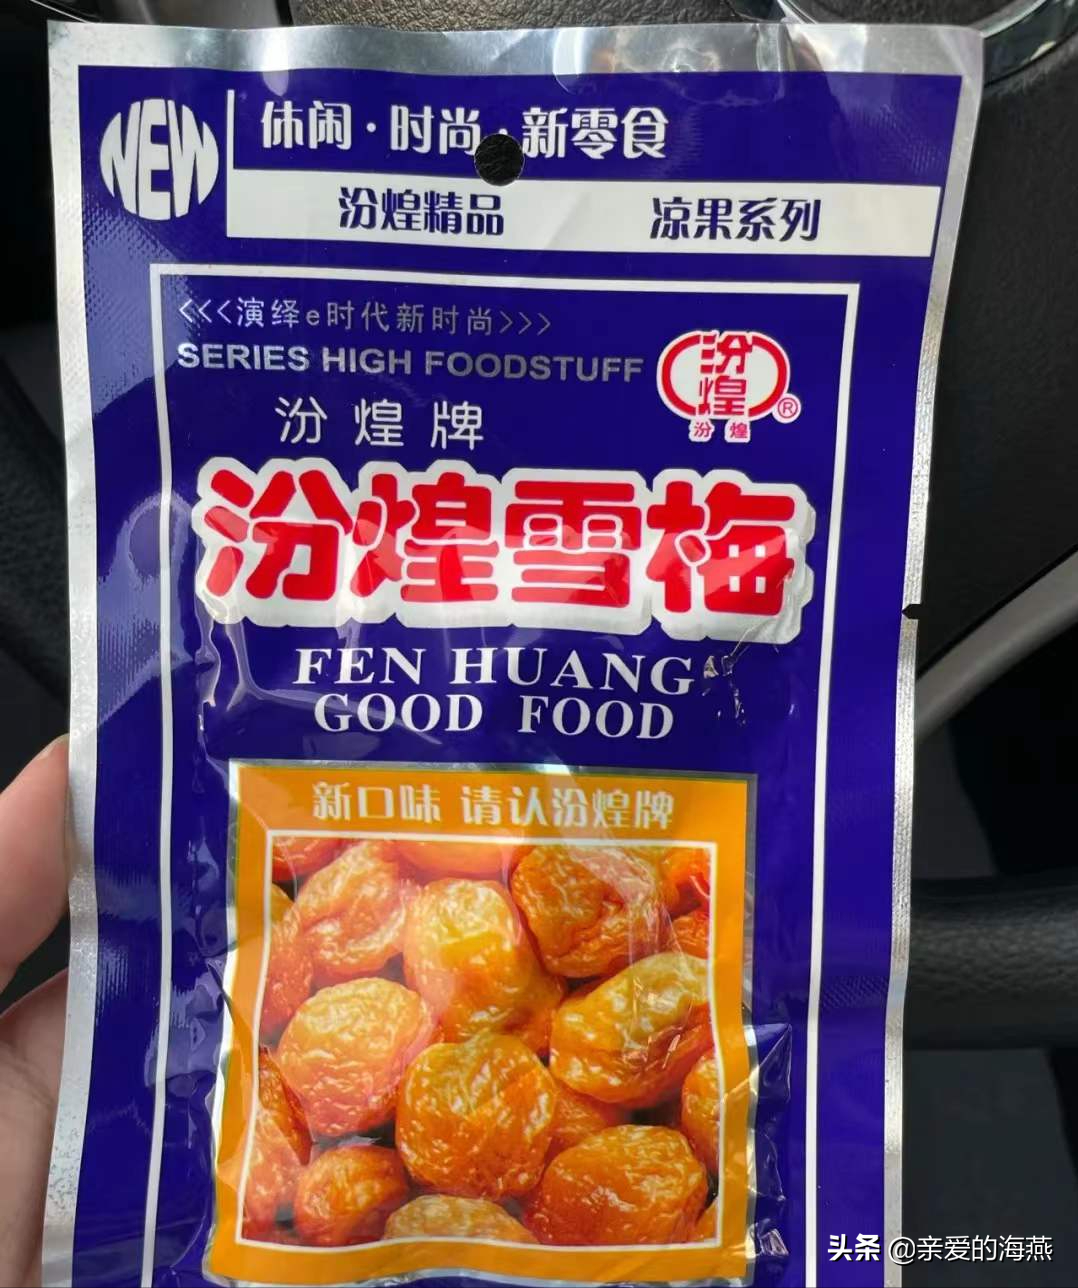 NEW
休闲·时尚·新零食
汾煌精品 凉果系列
<<<演绎e时代新时尚>>>
SERIES HIGH FOODSTUFF
汾煌
®
汾煌
汾煌牌
汾煌雪梅
FEN HUANG
GOOD FOOD
新口味 请认汾煌牌
头条 @亲爱的海燕